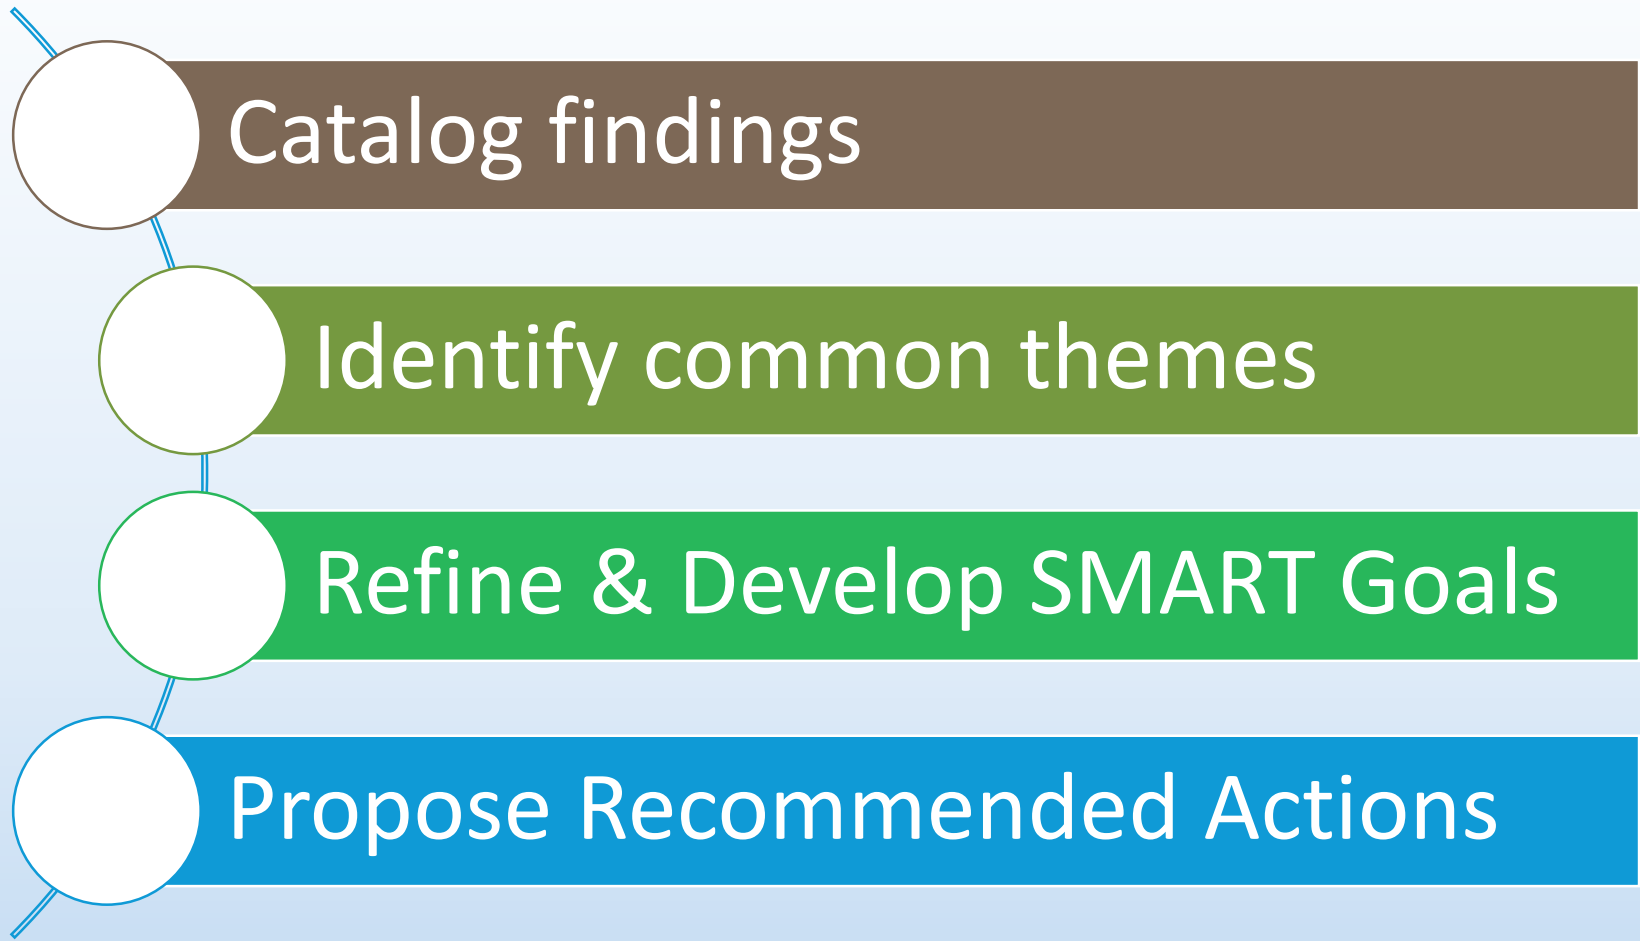 Catalog findings
Identify common themes
Refine & Develop SMART Goals
Propose Recommended Actions